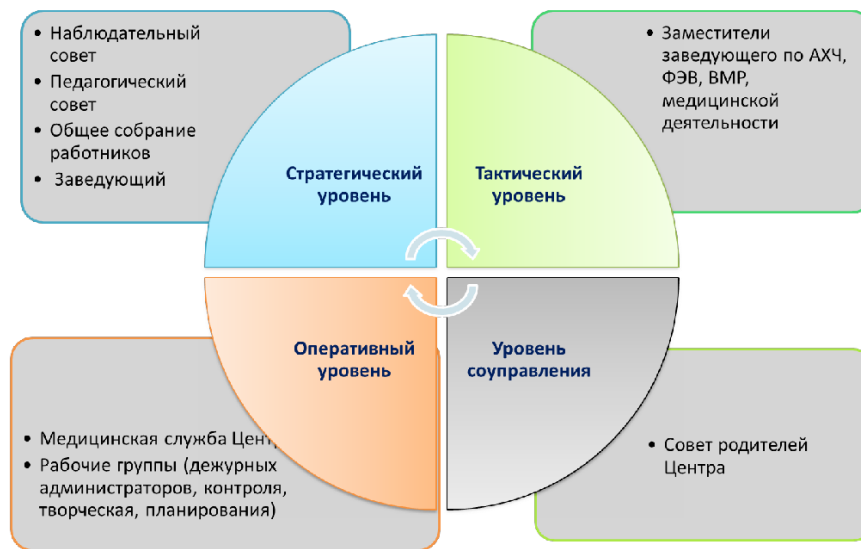 • Наблюдательный
совет
• Педагогический
совет
• Общее собрание
работников
• Заведующий
Стратегический
уровень
Тактический
уровень
• Заместители
заведующего по АХЧ,
ФЭВ, ВМР,
медицинской
деятельности
Оперативный
уровень
Уровень
соуправления
• Медицинская служба Цент
• Рабочие группы (дежурных
администраторов, контроля,
творческая, планирования)
• Совет родителей
Центра